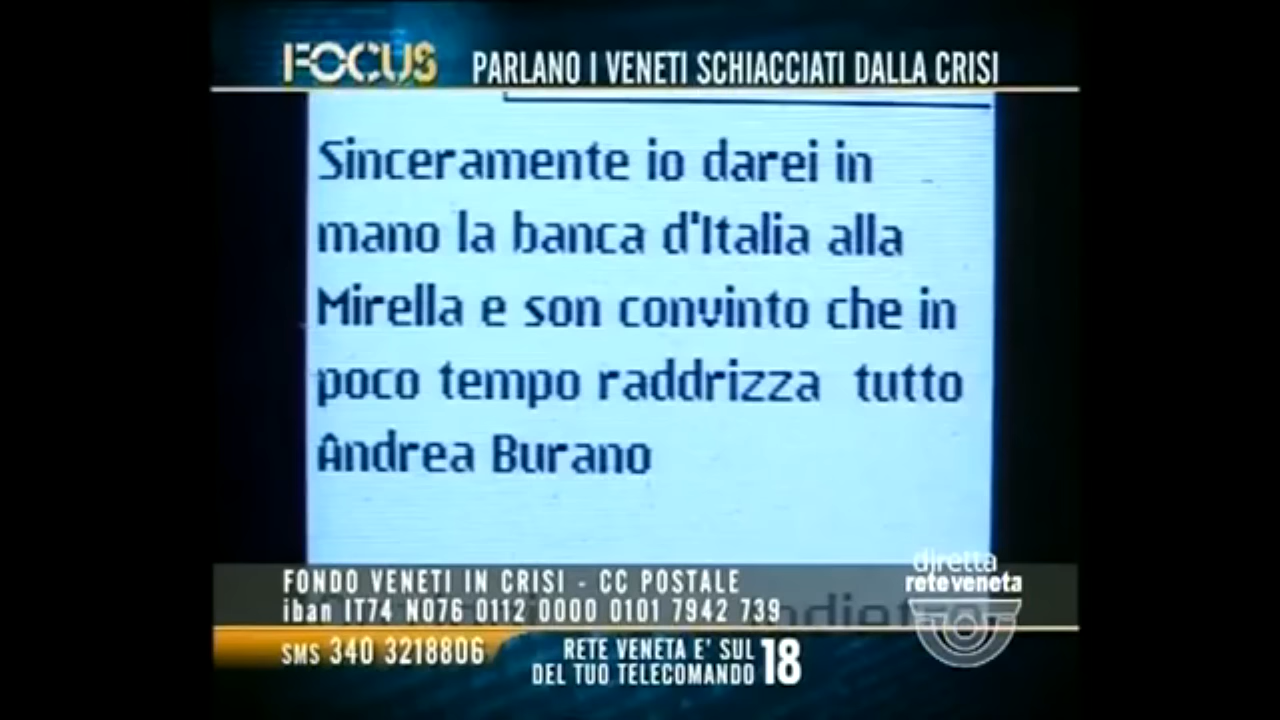 FOCUS PARLANO I VENETI SCHIACCIATI DALLA CRISI
Sinceramente io darei in
mano la banca d'Italia alla
Mirella e son convinto che in
poco tempo raddrizza tutto
Andrea Burano
diretta
reteveneta
FONDO VENETI IN CRISI - CC POSTALE
iban IT74 N076 0112 0000 0101 7942 739
SMS 340 3218806
RETE VENETA E' SUL
DEL TUO TELECOMANDO 18